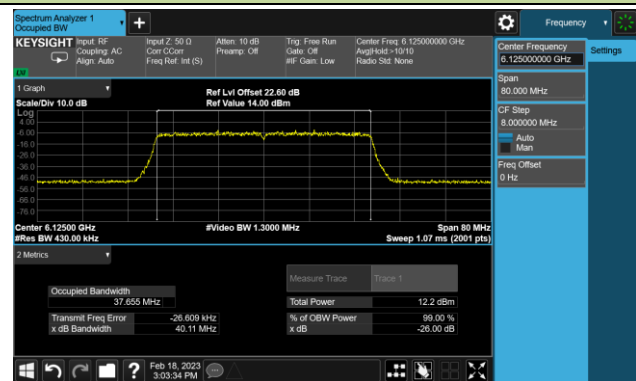 Spectrum Analyzer 1
Occupied BW
Frequency
KEYSIGHT
Input: RF
Coupling: AC
Align: Auto
Input Z: 50 Ω
Corr CCorr
Freq Ref: Int (S)
Atten: 10 dB
Preamp: Off
Trig: Free Run
Gate: Off
#IF Gain: Low
Center Freq: 6.125000000 GHz
Avg|Hold:>10/10
Radio Std: None
Center Frequency
6.125000000 GHz
Settings
Span
80.000 MHz
CF Step
8.000000 MHz
Auto
Man
Freq Offset
0 Hz
1 Graph
Scale/Div 10.0 dB
Ref Lvl Offset 22.60 dB
Ref Value 14.00 dBm
Log
4.00
-6.00
-16.0
-26.0
-36.0
-46.0
-56.0
-66.0
-76.0
Center 6.12500 GHz
#Res BW 430.00 kHz
#Video BW 1.3000 MHz
Span 80 MHz
Sweep 1.07 ms (2001 pts)
2 Metrics
Measure Trace
Trace 1
Occupied Bandwidth
37.655 MHz
Total Power
12.2 dBm
Transmit Freq Error
-26.609 kHz
% of OBW Power
99.00 %
x dB Bandwidth
40.11 MHz
x dB
-26.00 dB
?
Feb 18, 2023
3:03:34 PM